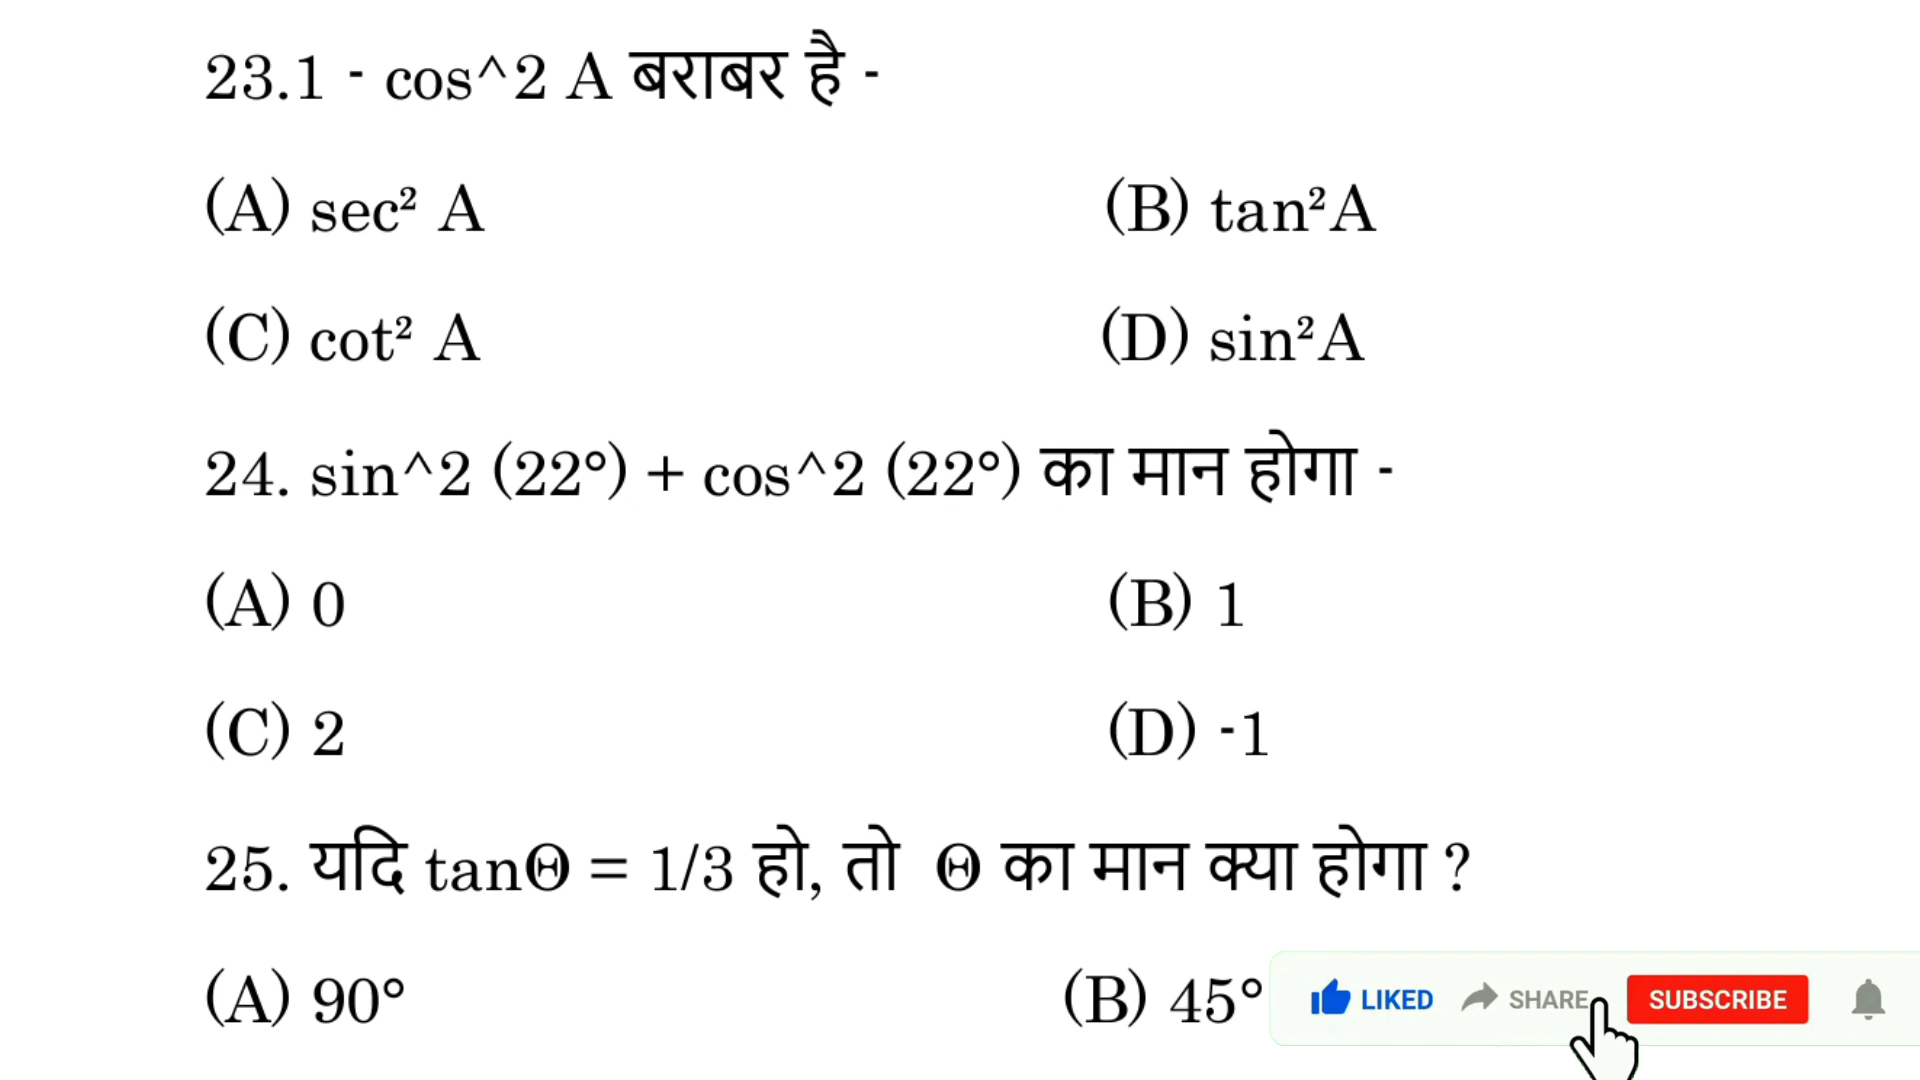 23.1 - cos^2 A बराबर है -
(A) sec² A (B) tan²A
(C) cot² A (D) sin²A
24. sin^2 (22°) + cos^2 (22°) का मान होगा -
(A) 0 (B) 1
(C) 2 (D) -1
25. यदि tanΘ = 1/3 हो, तो Θ का मान क्या होगा ?
(A) 90° (B) 45° LIKED SHARE SUBSCRIBE